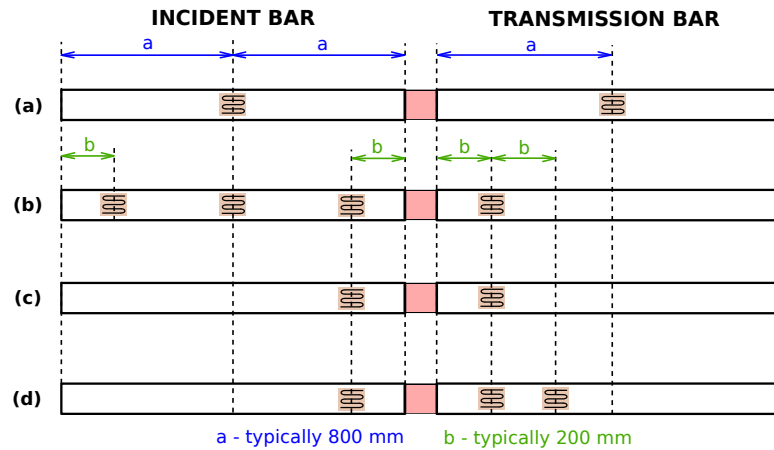 INCIDENT BAR
TRANSMISSION BAR
a
a
a
(a)
b
b
b
b
(b)
(c)
(d)
a - typically 800 mm
b - typically 200 mm